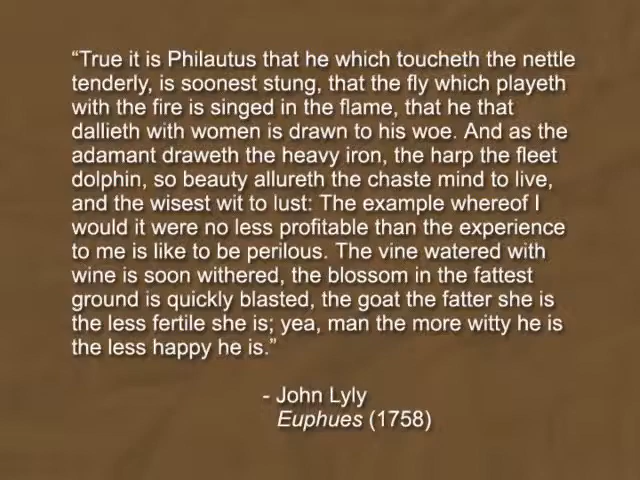 “True it is Philautus that he which toucheth the nettle
tenderly, is soonest stung, that the fly which playeth
with the fire is singed in the flame, that he that
dallieth with women is drawn to his woe. And as the
adamant draweth the heavy iron, the harp the fleet
dolphin, so beauty allureth the chaste mind to live,
and the wisest wit to lust: The example whereof I
would it were no less profitable than the experience
to me is like to be perilous. The vine watered with
wine is soon withered, the blossom in the fattest
ground is quickly blasted, the goat the fatter she is
the less fertile she is; yea, man the more witty he is
the less happy he is.”
- John Lyly
Euphues (1758)